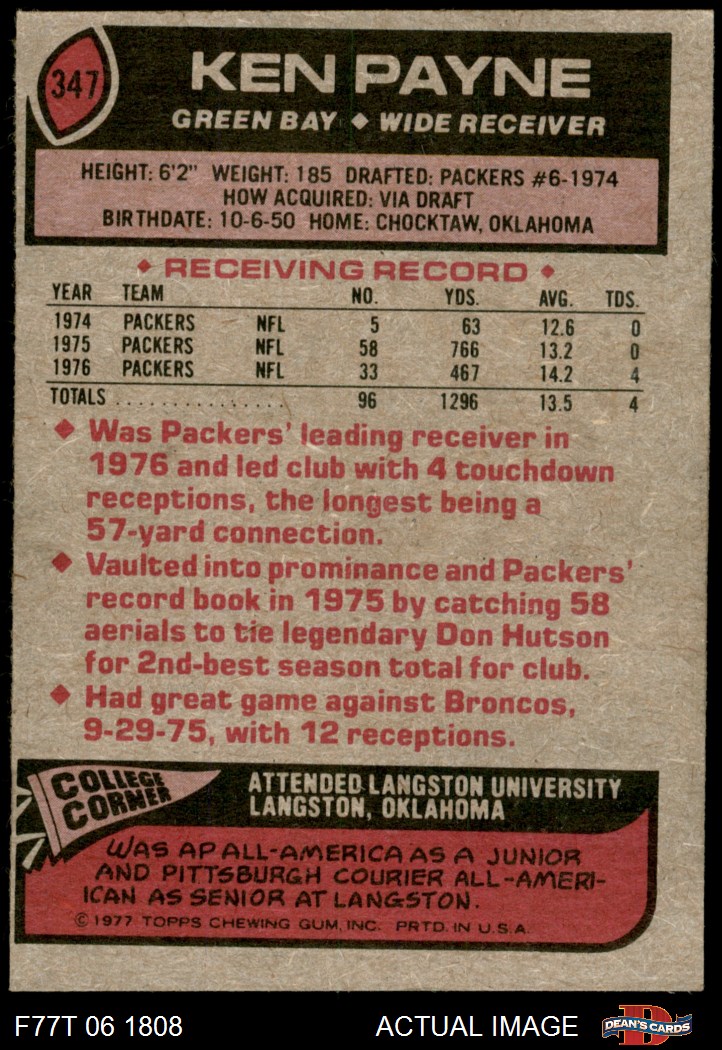 347
KEN PAYNE
GREEN BAY ◆ WIDE RECEIVER
HEIGHT: 6'2" WEIGHT: 185 DRAFTED: PACKERS #6-1974
HOW ACQUIRED: VIA DRAFT
BIRTHDATE: 10-6-50 HOME: CHOCKTAW, OKLAHOMA
◆ RECEIVING RECORD ◆
YEAR TEAM NO. YDS. AVG. TDS.
1974 PACKERS NFL 5 63 12.6 0
1975 PACKERS NFL 58 766 13.2 0
1976 PACKERS NFL 33 467 14.2 4
TOTALS . . . . . . . . . . . . . . . . 96 1296 13.5 4
◆ Was Packers' leading receiver in
1976 and led club with 4 touchdown
receptions, the longest being a
57-yard connection.
◆ Vaulted into prominance and Packers'
record book in 1975 by catching 58
aerials to tie legendary Don Hutson
for 2nd-best season total for club.
◆ Had great game against Broncos,
9-29-75, with 12 receptions.
COLLEGE
CORNER
ATTENDED LANGSTON UNIVERSITY
LANGSTON, OKLAHOMA
WAS AP ALL-AMERICA AS A JUNIOR
AND PITTSBURGH COURIER ALL-AMERI-
ICAN AS SENIOR AT LANGSTON.
© 1977 TOPPS CHEWING GUM, INC. PRTD. IN U.S.A.
F77T 06 1808 ACTUAL IMAGE
D
DEAN'S CARDS